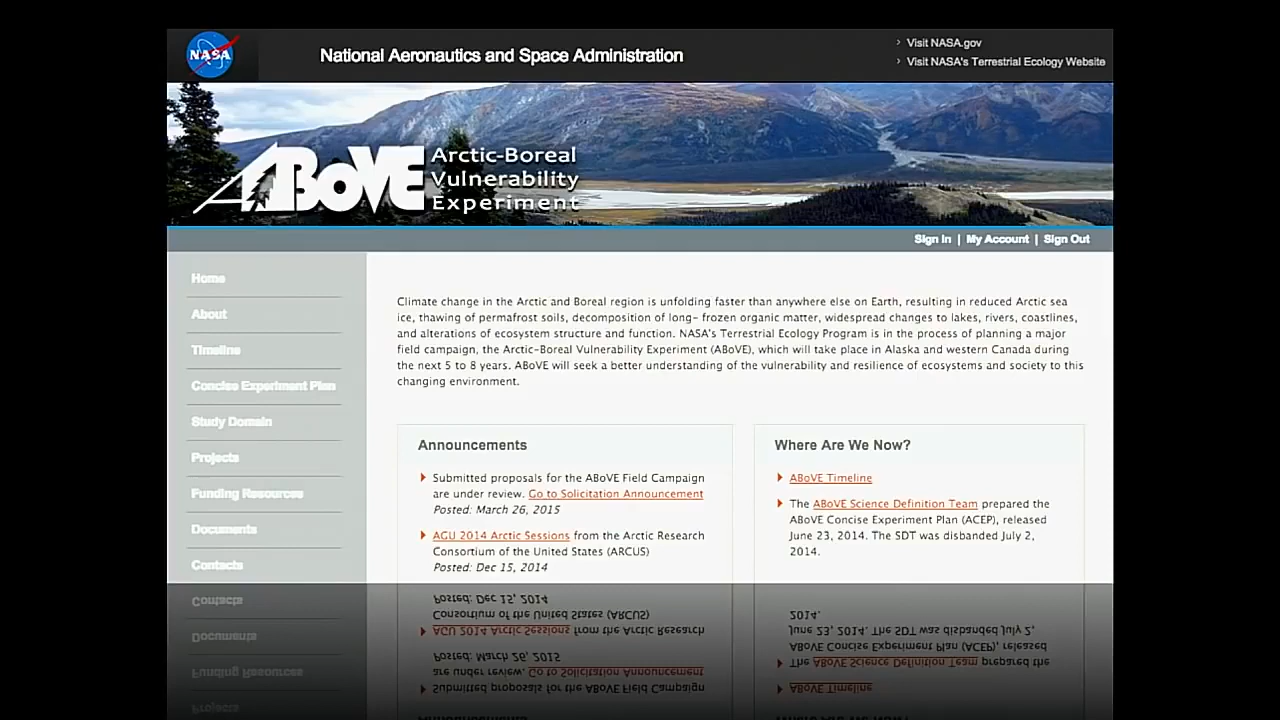 NASA
National Aeronautics and Space Administration
Visit NASA.gov
Visit NASA's Terrestrial Ecology Website
ABoVE
Arctic-Boreal
Vulnerability
Experiment
Sign In | My Account | Sign Out
Home
About
Timeline
Concise Experiment Plan
Study Domain
Projects
Funding Resources
Documents
Contacts
Climate change in the Arctic and Boreal region is unfolding faster than anywhere else on Earth, resulting in reduced Arctic sea
ice, thawing of permafrost soils, decomposition of long- frozen organic matter, widespread changes to lakes, rivers, coastlines,
and alterations of ecosystem structure and function. NASA's Terrestrial Ecology Program is in the process of planning a major
field campaign, the Arctic-Boreal Vulnerability Experiment (ABoVE), which will take place in Alaska and western Canada during
the next 5 to 8 years. ABoVE will seek a better understanding of the vulnerability and resilience of ecosystems and society to this
changing environment.
Announcements
Submitted proposals for the ABoVE Field Campaign
are under review. Go to Solicitation Announcement
Posted: March 26, 2015
AGU 2014 Arctic Sessions from the Arctic Research
Consortium of the United States (ARCUS)
Posted: Dec 15, 2014
Where Are We Now?
ABoVE Timeline
The ABoVE Science Definition Team prepared the
ABoVE Concise Experiment Plan (ACEP), released
June 23, 2014. The SDT was disbanded July 2,
2014.